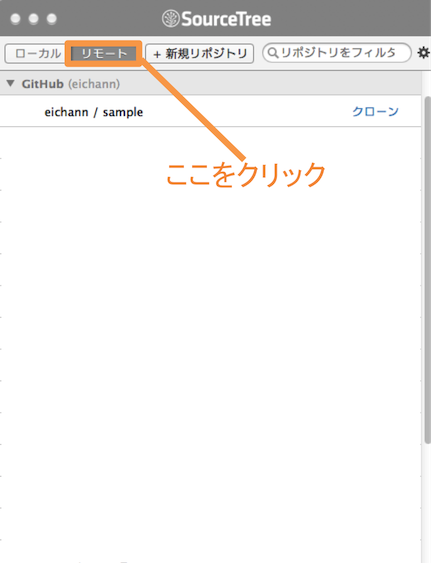 SourceTree
ローカル リモート + 新規リポジトリ リポジトリをフィルタ
GitHub (eichann)
eichann / sample クローン
ここをクリック